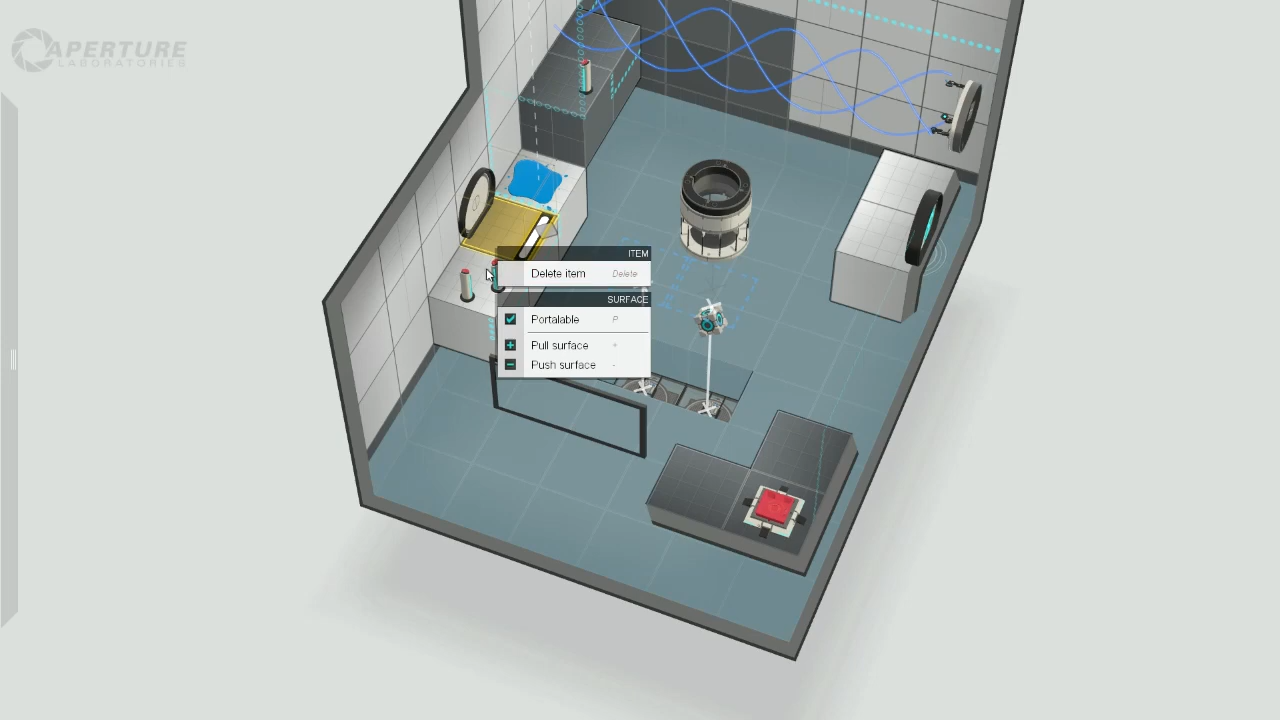 APERTURE
LABORATORIES
ITEM
Delete item Delete
SURFACE
Portalable P
Pull surface +
Push surface -